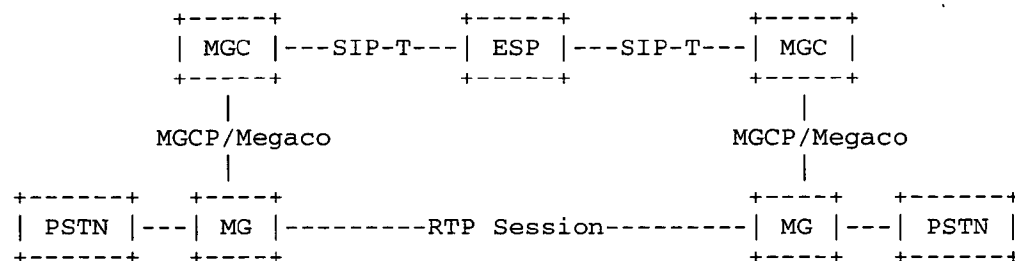 MGC ---SIP-T--- ESP ---SIP-T--- MGC
MGCP/Megaco MGCP/Megaco
PSTN --- MG ---------RTP Session--------- MG --- PSTN